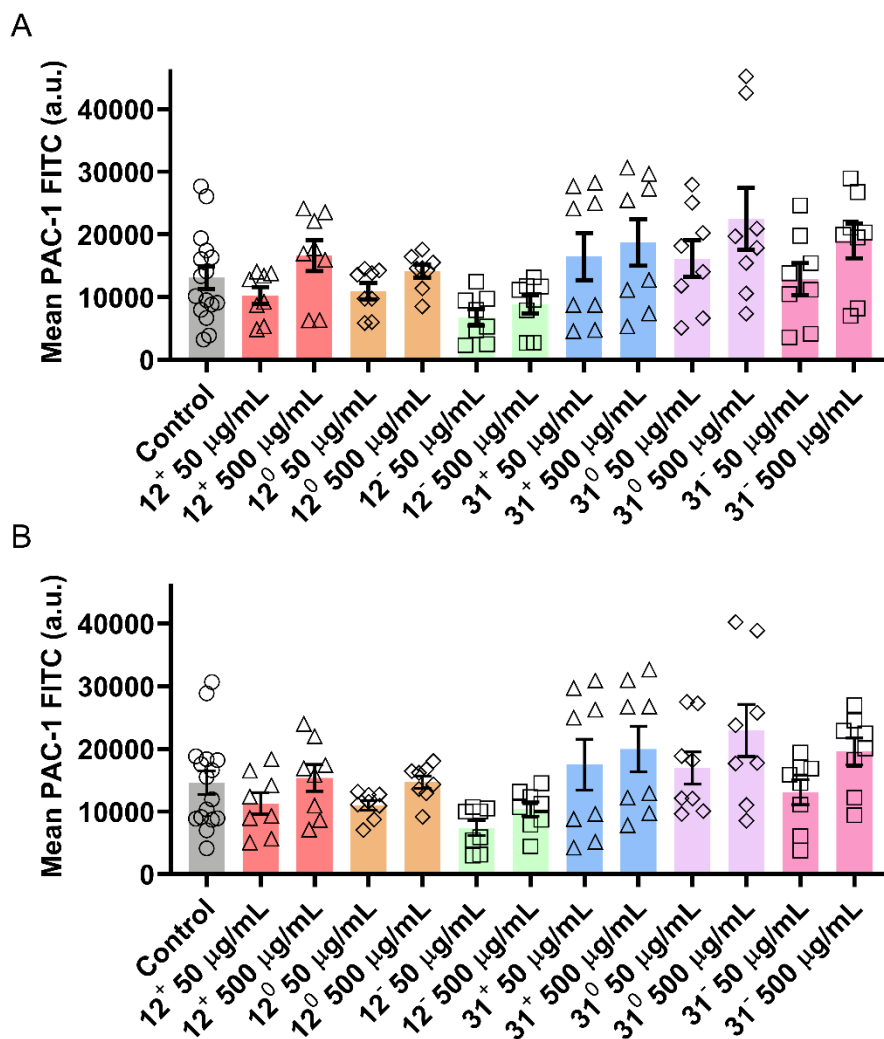 A
Mean PAC-1 FITC (a.u.)
40000
30000
20000
10000
0
Control
12⁺ 50 μg/mL
12⁺ 500 μg/mL
12⁰ 50 μg/mL
12⁰ 500 μg/mL
12⁻ 50 μg/mL
12⁻ 500 μg/mL
31⁺ 50 μg/mL
31⁺ 500 μg/mL
31⁰ 50 μg/mL
31⁰ 500 μg/mL
31⁻ 50 μg/mL
31⁻ 500 μg/mL
B
Mean PAC-1 FITC (a.u.)
40000
30000
20000
10000
0
Control
12⁺ 50 μg/mL
12⁺ 500 μg/mL
12⁰ 50 μg/mL
12⁰ 500 μg/mL
12⁻ 50 μg/mL
12⁻ 500 μg/mL
31⁺ 50 μg/mL
31⁺ 500 μg/mL
31⁰ 50 μg/mL
31⁰ 500 μg/mL
31⁻ 50 μg/mL
31⁻ 500 μg/mL